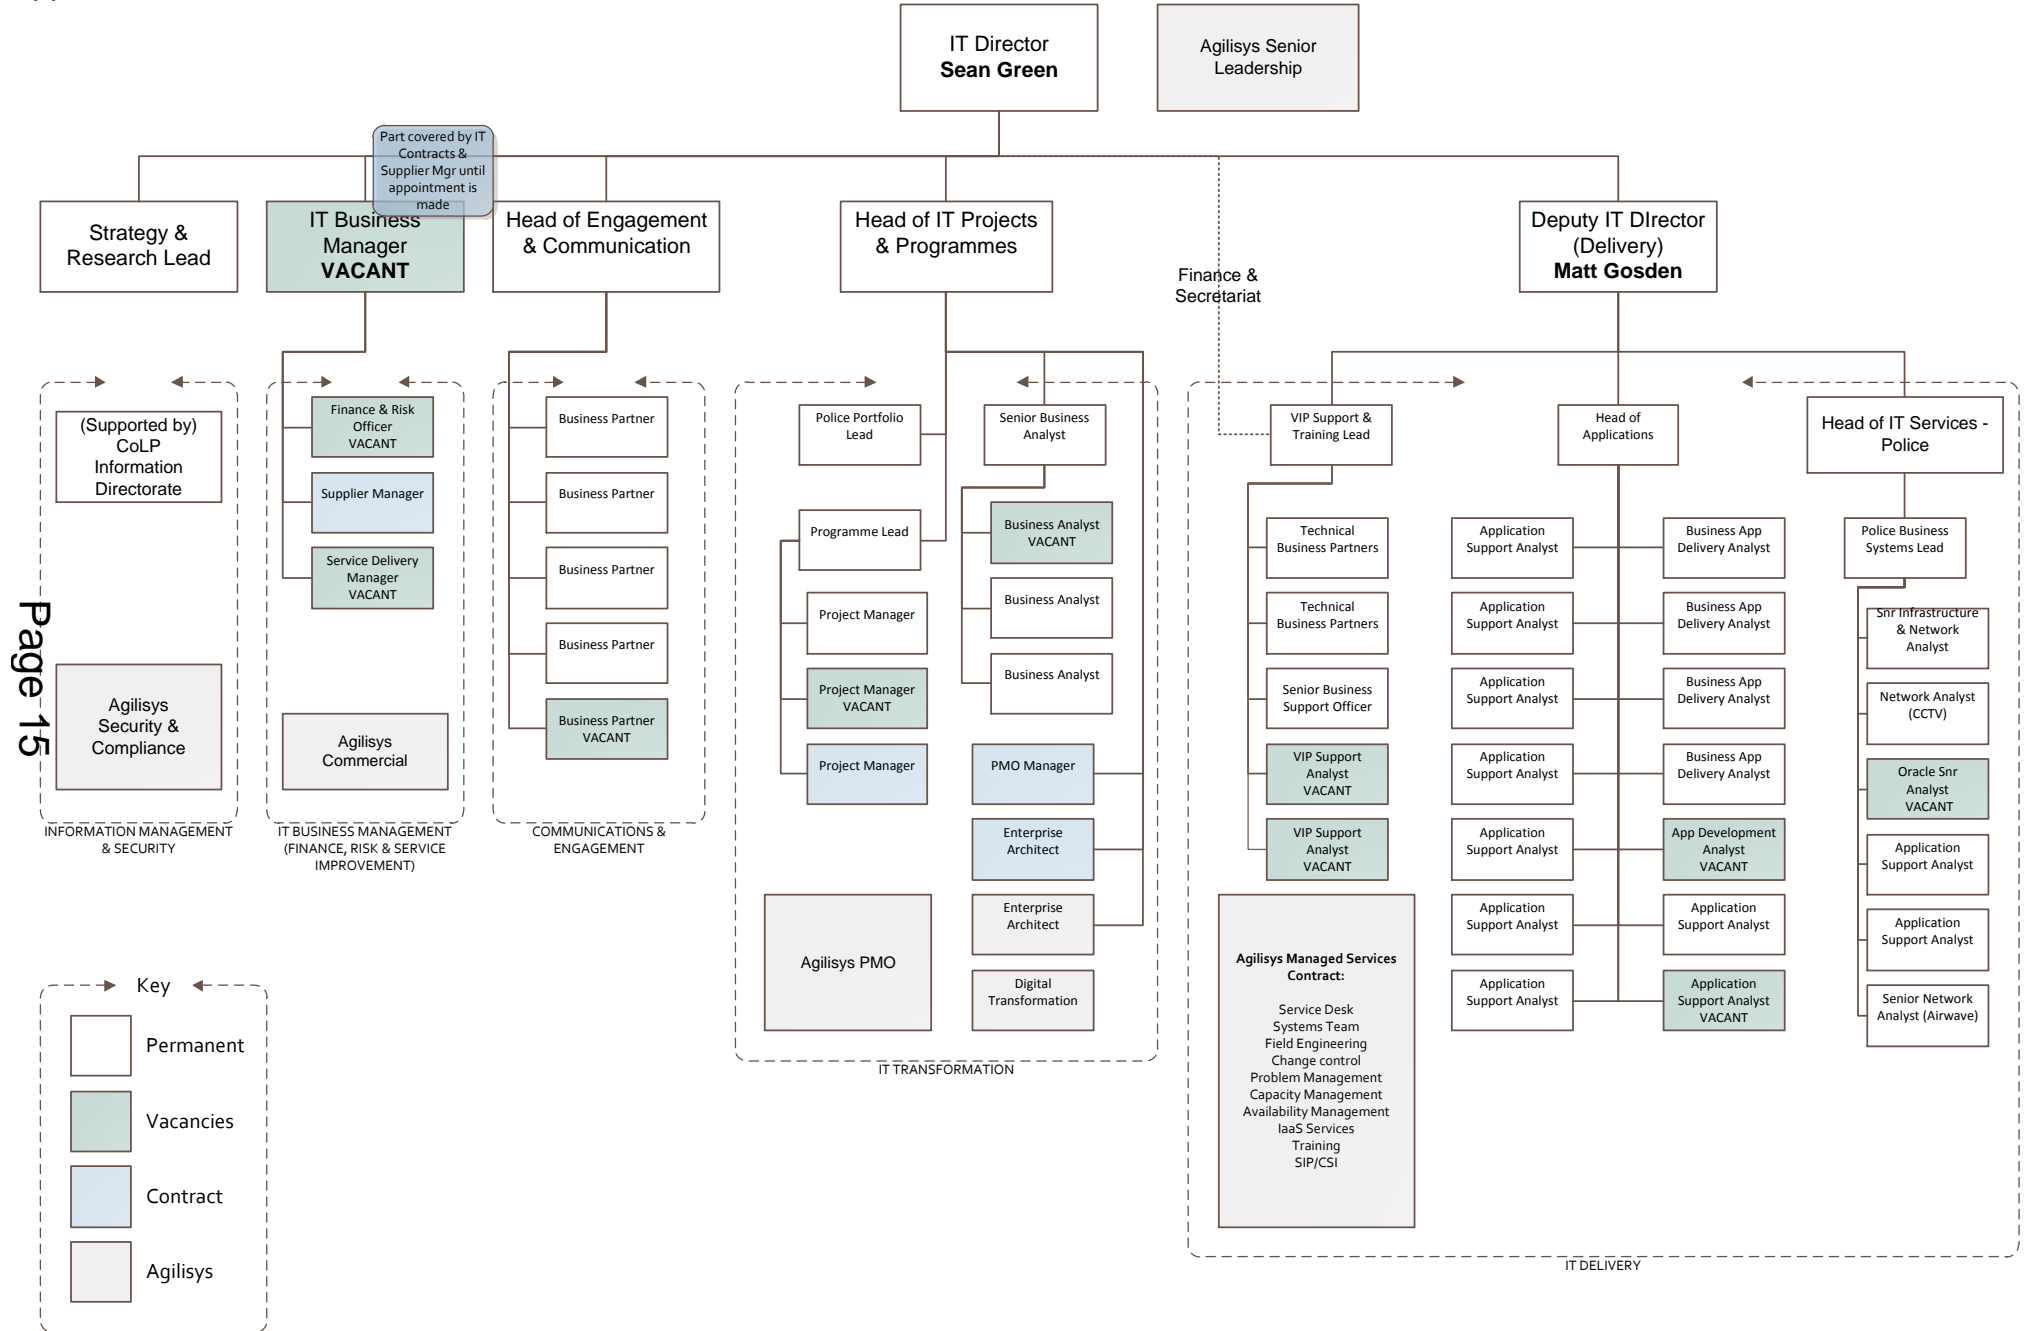 IT Director
Sean Green
Agilisys Senior
Leadership
Part covered by IT
Contracts &
Supplier Mgr until
appointment is
made
Strategy &
Research Lead
IT Business
Manager
VACANT
Head of Engagement
& Communication
Head of IT Projects
& Programmes
Finance &
Secretariat
Deputy IT DIrector
(Delivery)
Matt Gosden
(Supported by)
CoLP
Information
Directorate
Agilisys
Security &
Compliance
INFORMATION MANAGEMENT
& SECURITY
Finance & Risk
Officer
VACANT
Supplier Manager
Service Delivery
Manager
VACANT
Agilisys
Commercial
IT BUSINESS MANAGEMENT
(FINANCE, RISK & SERVICE
IMPROVEMENT)
Business Partner
Business Partner
Business Partner
Business Partner
Business Partner
VACANT
COMMUNICATIONS &
ENGAGEMENT
Police Portfolio
Lead
Programme Lead
Project Manager
Project Manager
VACANT
Project Manager
Agilisys PMO
Senior Business
Analyst
Business Analyst
VACANT
Business Analyst
Business Analyst
PMO Manager
Enterprise
Architect
Enterprise
Architect
Digital
Transformation
IT TRANSFORMATION
VIP Support &
Training Lead
Technical
Business Partners
Technical
Business Partners
Senior Business
Support Officer
VIP Support
Analyst
VACANT
VIP Support
Analyst
VACANT
Agilisys Managed Services
Contract:
Service Desk
Systems Team
Field Engineering
Change control
Problem Management
Capacity Management
Availability Management
IaaS Services
Training
SIP/CSI
Head of
Applications
Application
Support Analyst
Application
Support Analyst
Application
Support Analyst
Application
Support Analyst
Application
Support Analyst
Application
Support Analyst
Application
Support Analyst
Business App
Delivery Analyst
Business App
Delivery Analyst
Business App
Delivery Analyst
Business App
Delivery Analyst
App Development
Analyst
VACANT
Application
Support Analyst
Application
Support Analyst
VACANT
Head of IT Services -
Police
Police Business
Systems Lead
Snr Infrastructure
& Network
Analyst
Network Analyst
(CCTV)
Oracle Snr
Analyst
VACANT
Application
Support Analyst
Application
Support Analyst
Senior Network
Analyst (Airwave)
IT DELIVERY
Page 15
Key
Permanent
Vacancies
Contract
Agilisys